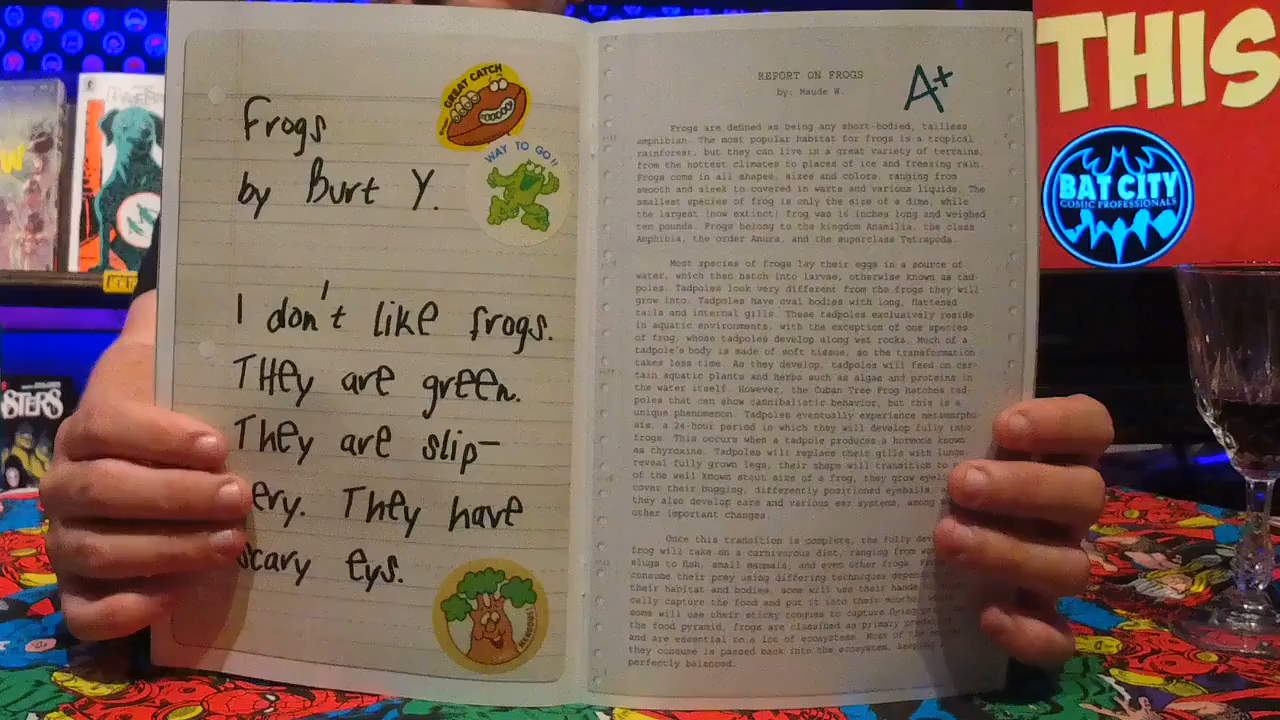 Frogs
by Burt Y.
GREAT CATCH
WAY TO GO!!
I don't like frogs.
THEy are green.
They are slip-
ery. They have
scary eys.
REPORT ON FROGS
by: Maude W.
A+
Frogs are defined as being any short-bodied, tailless
amphibian. The most popular habitat for frogs is a tropical
rainforest, but they can live in a great variety of terrains,
from the hottest climates to places of ice and freezing rain.
Frogs come in all shapes, sizes and colors, ranging from
smooth and sleek to covered in warts and various liquids. The
smallest species of frog is only the size of a dime, while
the largest (now extinct) frog was 16 inches long and weighed
ten pounds. Frogs belong to the kingdom Animilia, the class
Amphibia, the order Anura, and the superclass Tetrapoda.
Most species of frogs lay their eggs in a source of
water, which then hatch into larvae, otherwise known as tad-
poles. Tadpoles look very different from the frogs they will
grow into. Tadpoles have oval bodies with long, flattened
tails and internal gills. These tadpoles exclusively reside
in aquatic environments, with the exception of one species
of frog, whose tadpoles develop along wet rocks. Much of a
tadpole's body is made of soft tissue, so the transformation
takes less time. As they develop, tadpoles will feed on cer-
tain aquatic plants and herbs such as algae and proteins in
the water itself. However, the Cuban Tree Frog hatches tad-
poles that can show cannibalistic behavior, but this is a
unique phenomenon. Tadpoles eventually experience metamorpho
sis, a 24-hour period in which they will develop fully into
frogs. This occurs when a tadpole produces a hormone known
as thyroxine. Tadpoles will replace their gills with lungs,
reveal fully grown legs, their shape will transition to
of the well known stout size of a frog, they grow
cover their bugging, differently positioned eyeballs,
they also develop ears and various ear systems, among
other important changes.
Once this transition is complete, the fully
frog will take on a carnivorous diet, ranging from
slugs to fish, small mammals, and even other frogs.
consume their prey using differing techniques
their habitat and bodies, some will use their
cally capture the food and put it into their mouths,
some will use their sticky tongues to capture flying
the food pyramid, frogs are classified as primary
and are essential to a lot of ecosystems. Most of the
they consume is passed back into the ecosystem, keeping
perfectly balanced.
THIS
BAT CITY
COMIC PROFESSIONALS
STERS